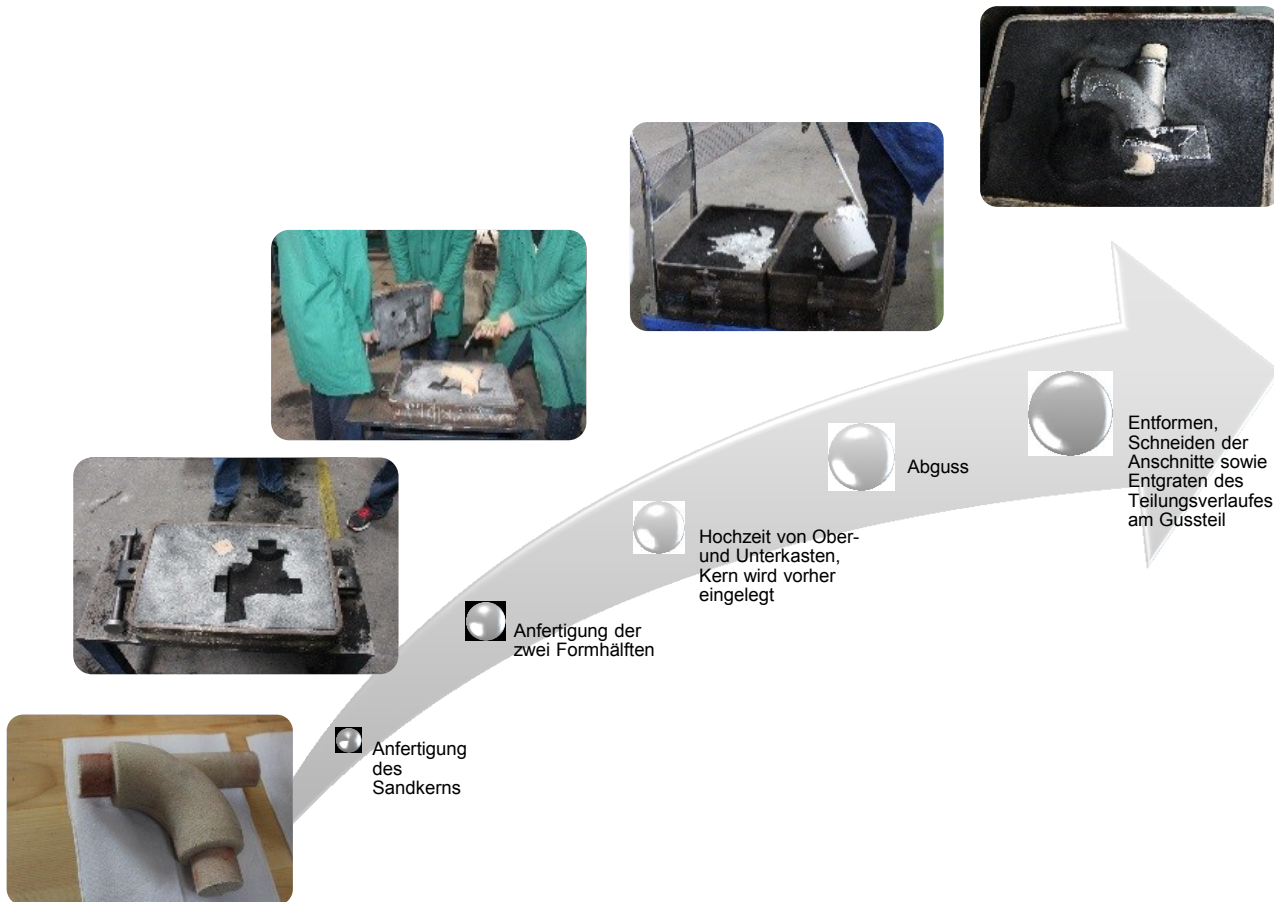 Anfertigung
des
Sandkerns
Anfertigung der
zwei Formhälften
Hochzeit von Ober-
und Unterkasten,
Kern wird vorher
eingelegt
Abguss
Entformen,
Schneiden der
Anschnitte sowie
Entgraten des
Teilungsverlaufes
am Gussteil